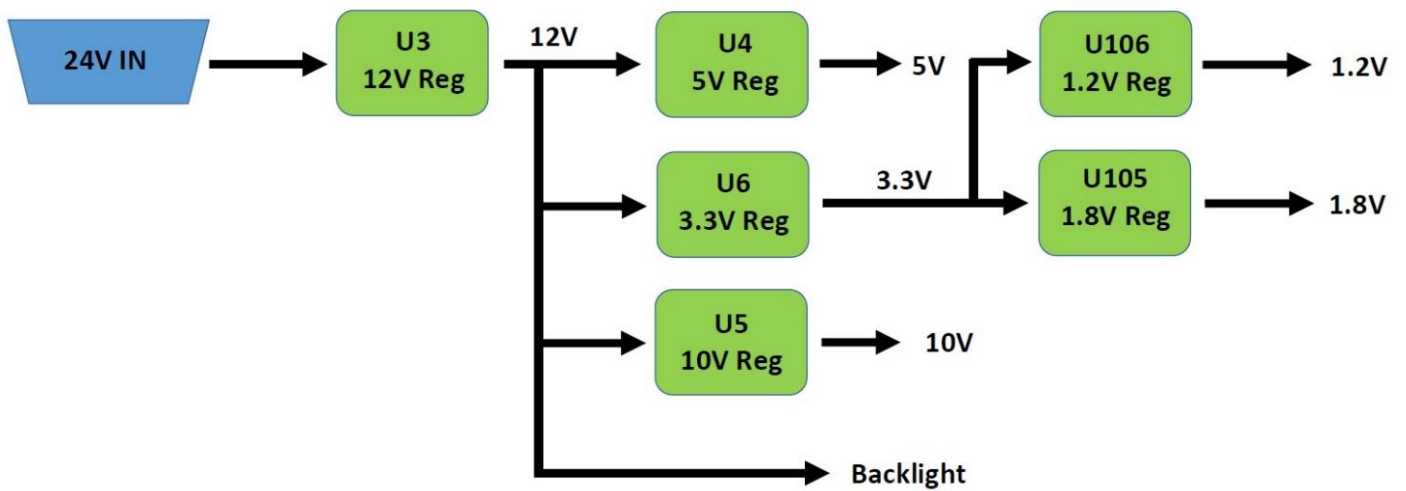 24V IN
U3
12V Reg
12V
U4
5V Reg
5V
U106
1.2V Reg
1.2V
U6
3.3V Reg
3.3V
U105
1.8V Reg
1.8V
U5
10V Reg
10V
Backlight